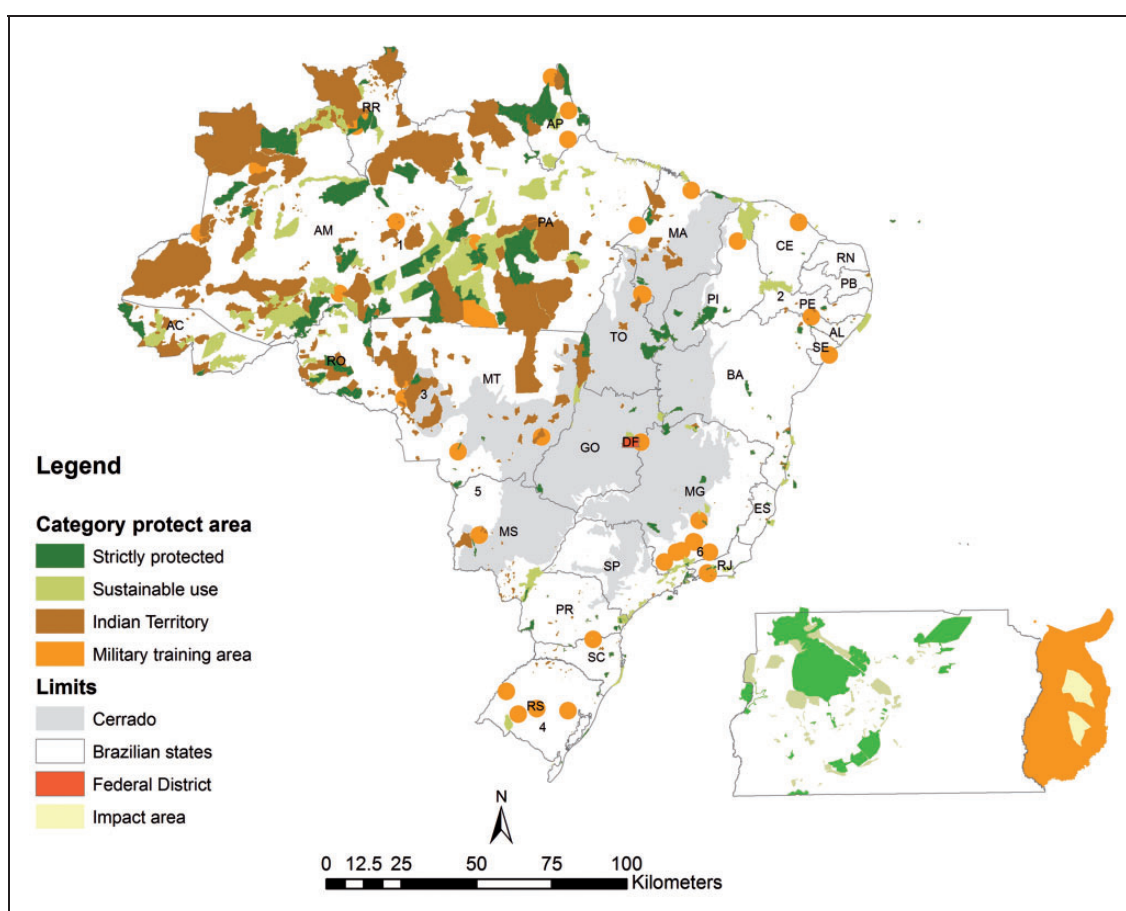 RR
AP
AM
1
PA
MA
CE
RN
PB
PI
2
PE
AL
SE
AC
TO
RO
BA
MT
3
GO
DF
5
MG
ES
MS
6
SP
RJ
PR
SC
RS
4
Legend
Category protect area
Strictly protected
Sustainable use
Indian Territory
Military training area
Limits
Cerrado
Brazilian states
Federal District
Impact area
N
0 12.5 25 50 75 100
Kilometers